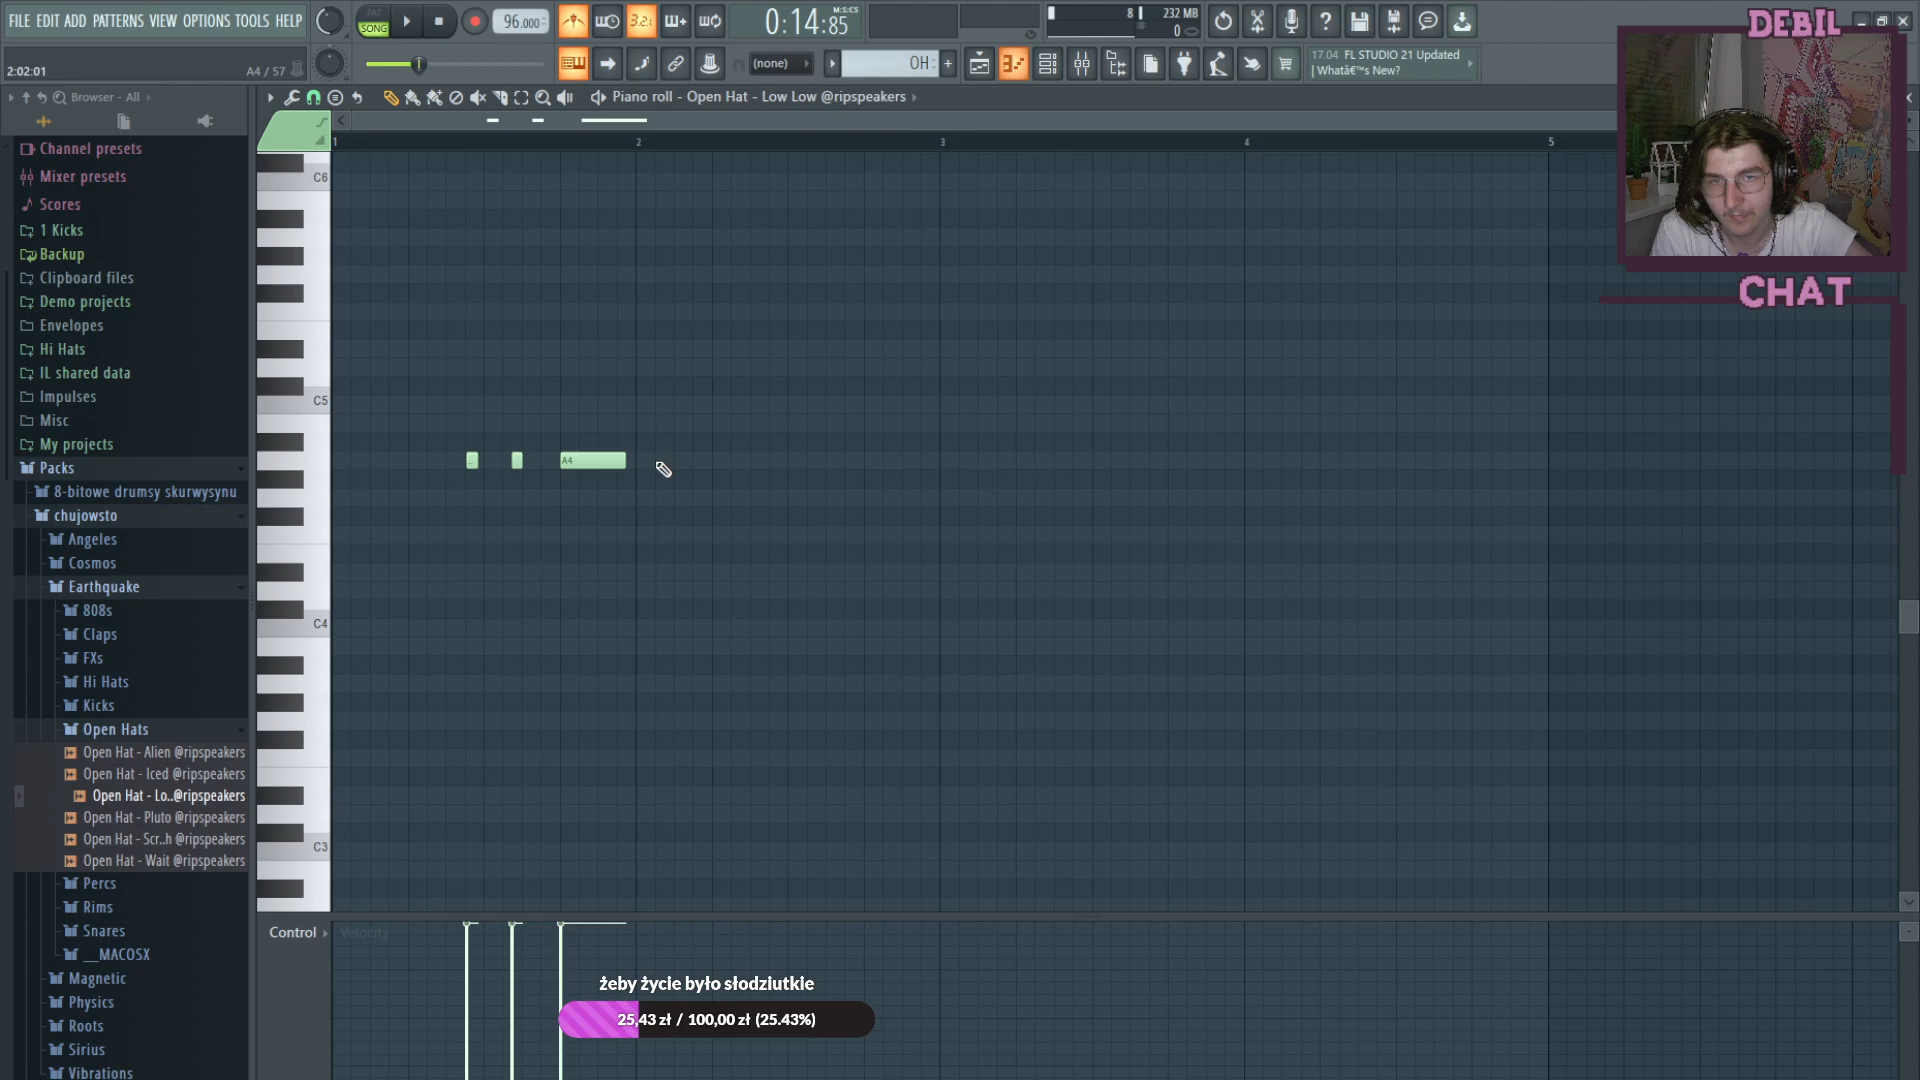 FILE EDIT ADD PATTERNS VIEW OPTIONS TOOLS HELP
2:02:01
A4 / 57
PAT
SONG
96.000
3.2.
0:14:85
M:S:CS
8
232 MB
0
(none)
OH
17.04 FL STUDIO 21 Updated
| Whatâ€™s New?
DEBIL
CHAT
Browser - All
Piano roll - Open Hat - Low Low @ripspeakers
Channel presets
Mixer presets
Scores
1 Kicks
Backup
Clipboard files
Demo projects
Envelopes
Hi Hats
IL shared data
Impulses
Misc
My projects
Packs
8-bitowe drumsy skurwysynu
chujowsto
Angeles
Cosmos
Earthquake
808s
Claps
FXs
Hi Hats
Kicks
Open Hats
Open Hat - Alien @ripspeakers
Open Hat - Iced @ripspeakers
Open Hat - Lo..@ripspeakers
Open Hat - Pluto @ripspeakers
Open Hat - Scr..h @ripspeakers
Open Hat - Wait @ripspeakers
Percs
Rims
Snares
__MACOSX
Magnetic
Physics
Roots
Sirius
Vibrations
1
2
3
4
5
C6
C5
C4
C3
A4
Control
Velocity
żeby życie było słodziutkie
25,43 zł / 100,00 zł (25.43%)